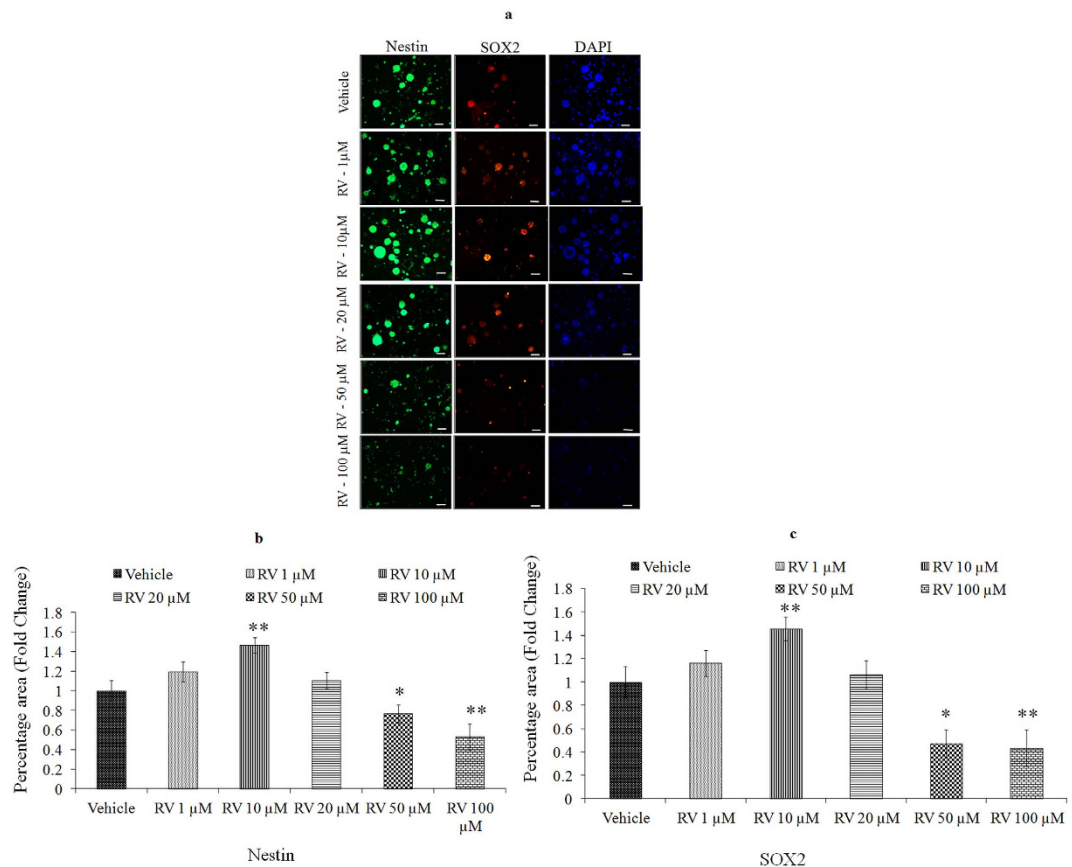 a
Nestin SOX2 DAPI
Vehicle
RV - 1µM
RV - 10µM
RV - 20 µM
RV - 50 µM
RV - 100 µM
b
Vehicle RV 1 µM RV 10 µM
RV 20 µM RV 50 µM RV 100 µM
Percentage area (Fold Change)
1.8
1.6
1.4
1.2
1
0.8
0.6
0.4
0.2
0
**
*
**
Vehicle RV 1 µM RV 10 µM RV 20 µM RV 50 µM RV 100
µM
Nestin
c
Vehicle RV 1 µM RV 10 µM
RV 20 µM RV 50 µM RV 100 µM
Percentage area (Fold Change)
1.8
1.6
1.4
1.2
1
0.8
0.6
0.4
0.2
0
**
*
**
Vehicle RV 1 µM RV 10 µM RV 20 µM RV 50 µM RV 100 µM
SOX2